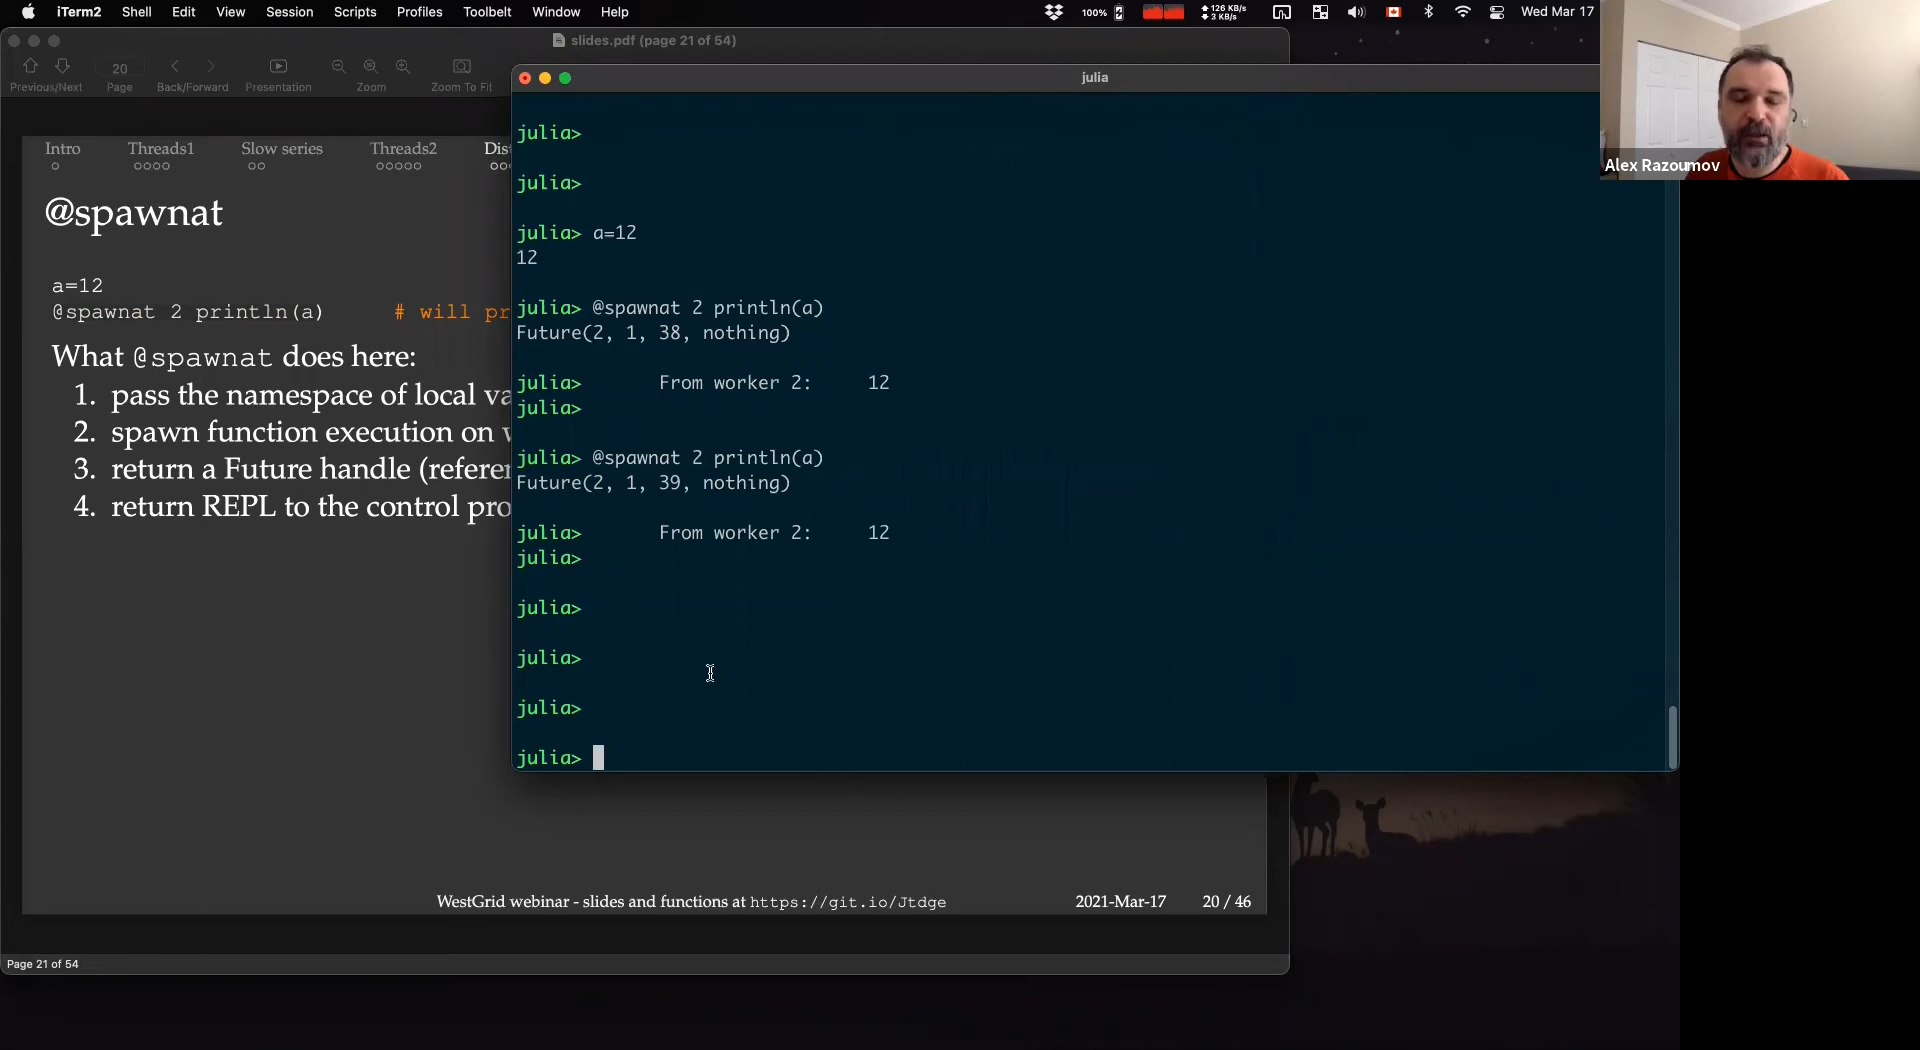 iTerm2 Shell Edit View Session Scripts Profiles Toolbelt Window Help 100% 126 KB/s 3 KB/s Wed Mar 17
slides.pdf (page 21 of 54)
20
Previous/Next Page Back/Forward Presentation Zoom Zoom To Fit
julia
Alex Razoumov
Intro Threads1 Slow series Threads2 Dis
@spawnat
a=12
@spawnat 2 println(a) # will pr
What @spawnat does here:
1. pass the namespace of local va
2. spawn function execution on w
3. return a Future handle (referen
4. return REPL to the control pro
julia>
julia>
julia> a=12
12
julia> @spawnat 2 println(a)
Future(2, 1, 38, nothing)
julia> From worker 2: 12
julia>
julia> @spawnat 2 println(a)
Future(2, 1, 39, nothing)
julia> From worker 2: 12
julia>
julia>
julia>
julia>
julia>
WestGrid webinar - slides and functions at https://git.io/Jtdge 2021-Mar-17 20 / 46
Page 21 of 54